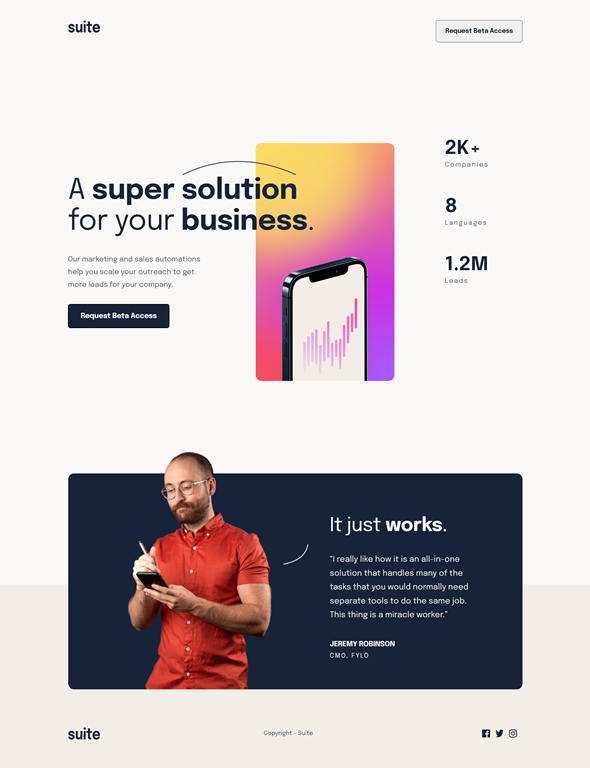 suite
Request Beta Access
A super solution
for your business.
Our marketing and sales automations
help you scale your outreach to get
more leads for your company.
Request Beta Access
2K+
Companies
8
Languages
1.2M
Leads
It just works.
“I really like how it is an all-in-one
solution that handles many of the
tasks that you would normally need
separate tools to do the same job.
This thing is a miracle worker.”
JEREMY ROBINSON
CMO, FYLO
suite
Copyright - Suite